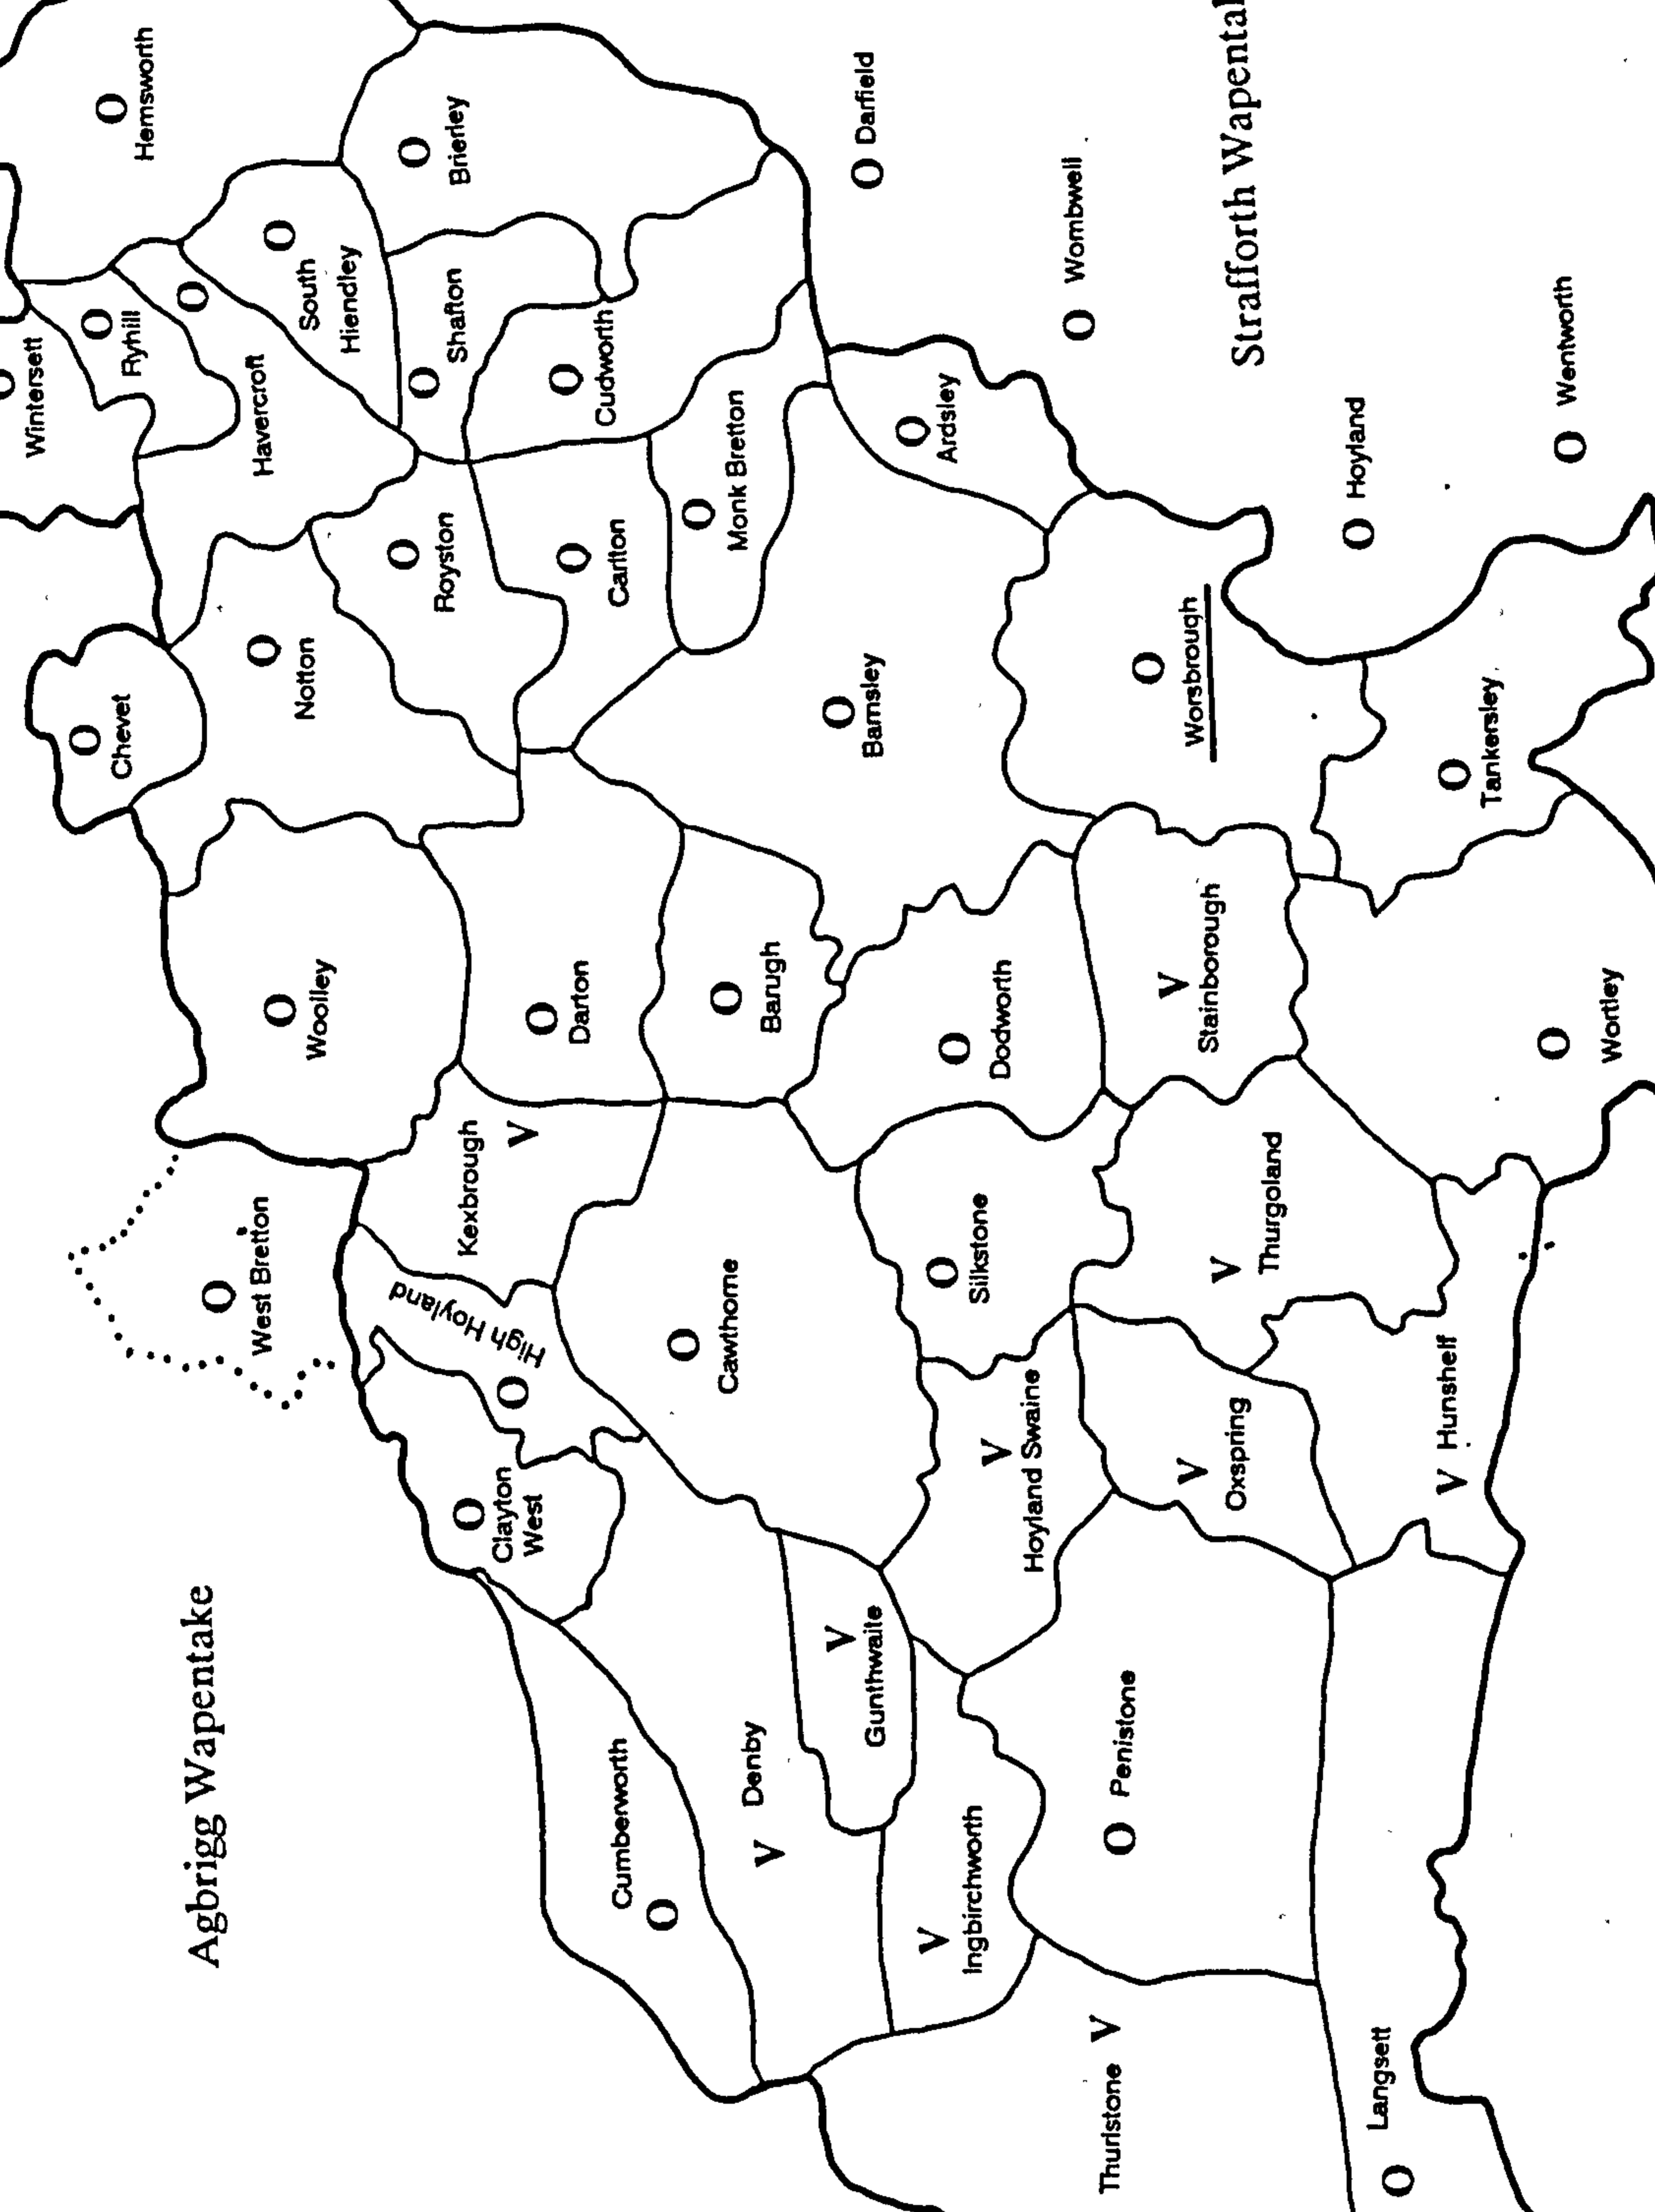 Agbrigg Wapentake
O
West Bretton
O
Chevet
O
Wintersett
O
Ryhill
O
Havercroft
O
Hemsworth
O
Woolley
O
Notton
O
South
Hiendley
O
Clayton
West
O
High Hoyland
Kexbrough
V
O
Darton
O
Royston
O
Shafton
O
Brierley
Cumberworth
O
O
Cawthorne
O
Barugh
O
Carlton
O
Cudworth
O
Monk Bretton
V Denby
V
Gunthwaite
O
Silkstone
O
Dodworth
O
Barnsley
O
Ardsley
O Darfield
V
Ingbirchworth
V
Hoyland Swaine
O Wombwell
Thurlstone V
O Penistone
V
Oxspring
V
Thurgoland
V
Stainborough
O
Worsbrough
Strafforth Wapental
O Langsett
V Hunshelf
O
Wortley
O
Tankersley
O Hoyland
O Wentworth